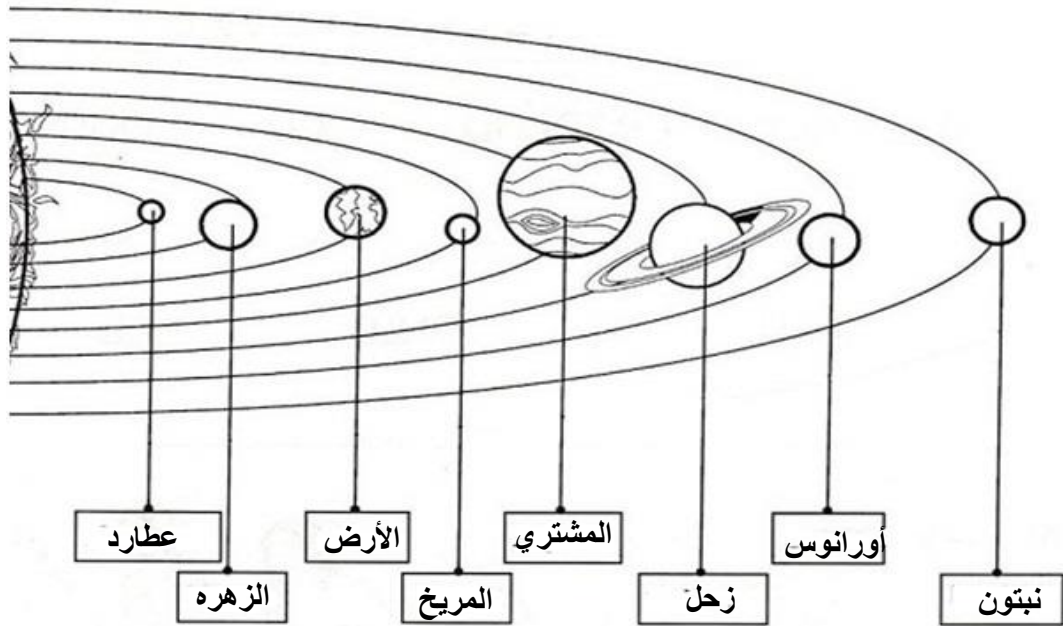 عطارد
الزهره
الأرض
المريخ
المشتري
زحل
أورانوس
نبتون